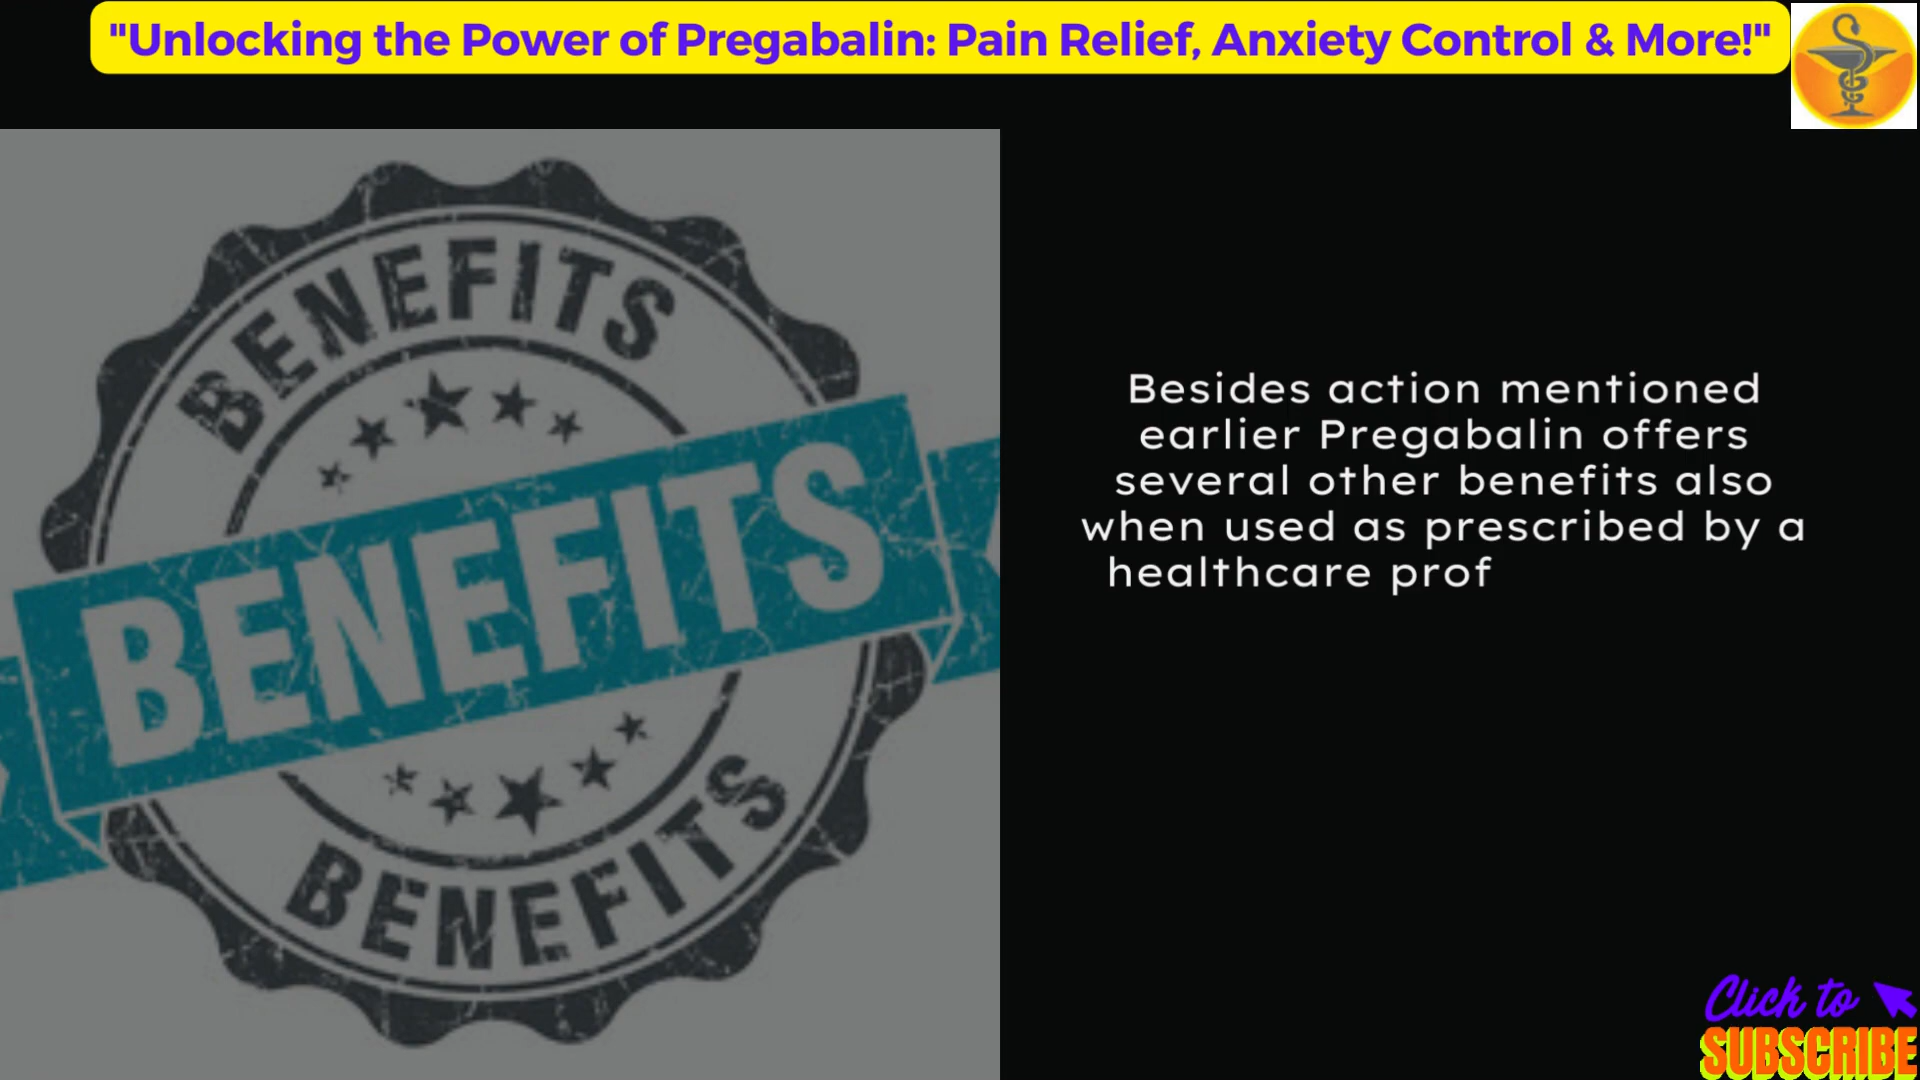 "Unlocking the Power of Pregabalin: Pain Relief, Anxiety Control & More!"
BENEFITS
BENEFITS
BENEFITS
Besides action mentioned
earlier Pregabalin offers
several other benefits also
when used as prescribed by a
healthcare prof
Click to
SUBSCRIBE